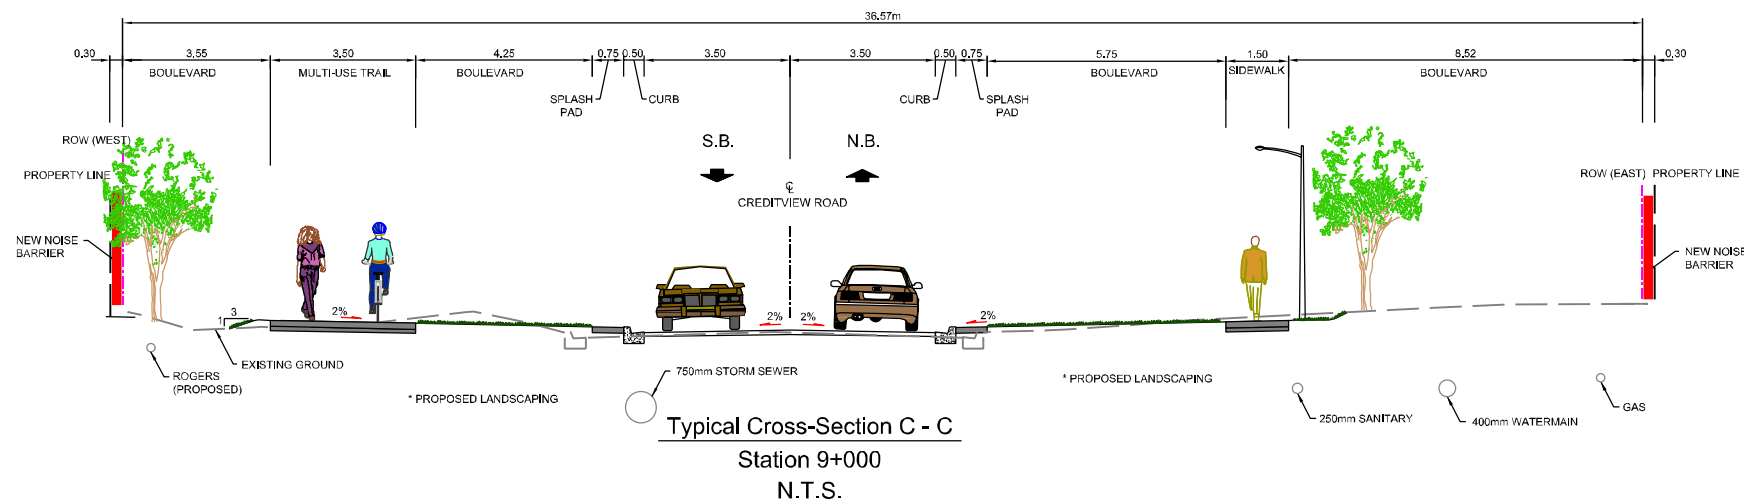 36.57m
0.30 3.55 3.50 4.25 0.75 0.50 3.50 3.50 0.50 0.75 5.75 1.50 8.52 0.30
BOULEVARD MULTI-USE TRAIL BOULEVARD BOULEVARD SIDEWALK BOULEVARD
SPLASH
PAD
CURB
CURB
SPLASH
PAD
ROW (WEST)
PROPERTY LINE
S.B.
N.B.
CREDITVIEW ROAD
ROW (EAST) PROPERTY LINE
NEW NOISE
BARRIER
NEW NOISE
BARRIER
3
1
2%
2%
2%
2%
EXISTING GROUND
ROGERS
(PROPOSED)
* PROPOSED LANDSCAPING
750mm STORM SEWER
* PROPOSED LANDSCAPING
250mm SANITARY
400mm WATERMAIN
GAS
Typical Cross-Section C - C
Station 9+000
N.T.S.